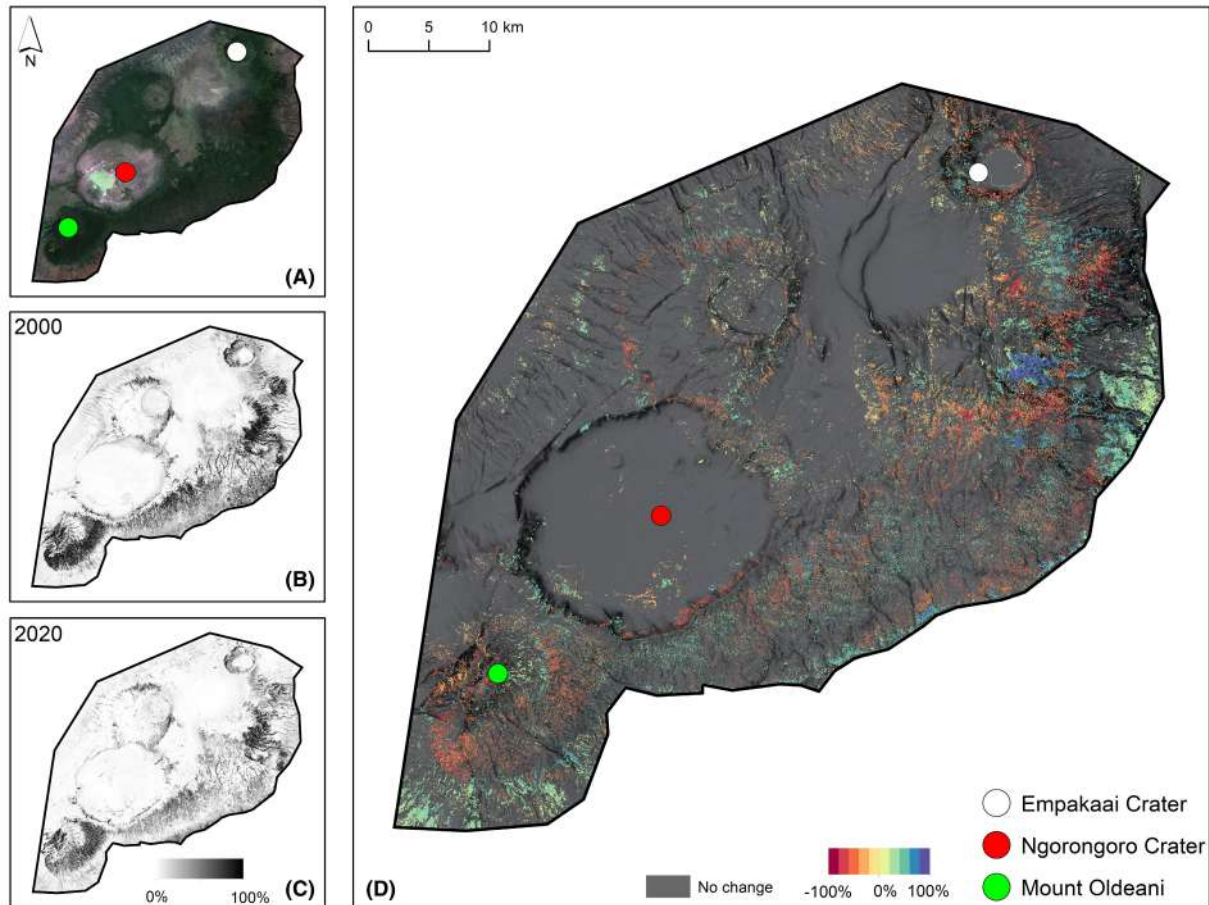 N
(A)
2000
(B)
2020
0%
100%
(C)
0
5
10 km
Empakaai Crater
Ngorongoro Crater
Mount Oldeani
No change
-100%
0%
100%
(D)